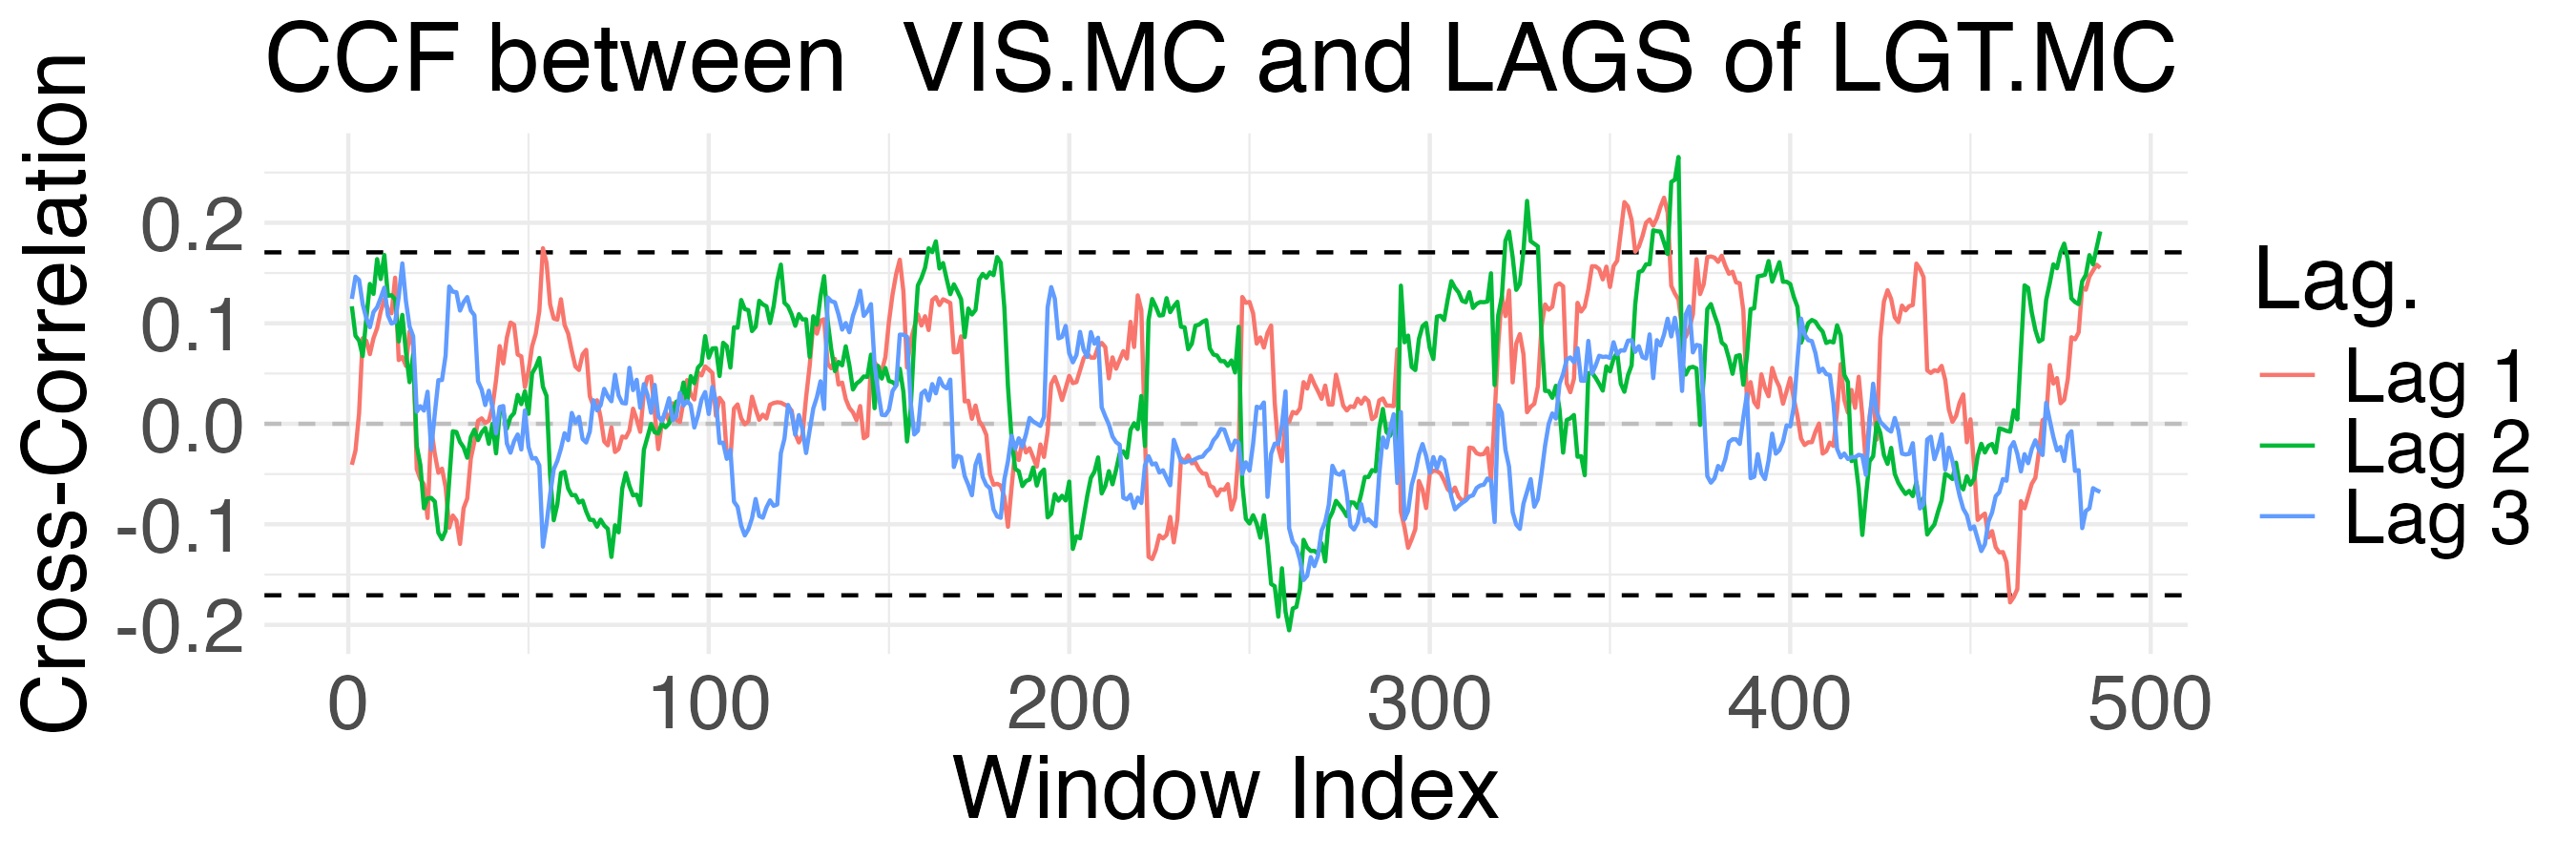 CCF between  VIS.MC and LAGS of LGT.MC
Cross-Correlation
0.2
0.1
0.0
-0.1
-0.2
0 100 200 300 400 500
Window Index
Lag.
Lag 1
Lag 2
Lag 3